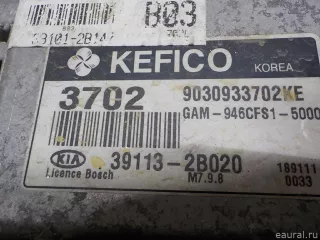 B03
39101-2B143
KEFICO
KOREA
3702
9030933702KE
GAM-946CFS1-5000
KIA
39113-2B020
189111
Licence Bosch
M7.9.8
0033
eaural.ru